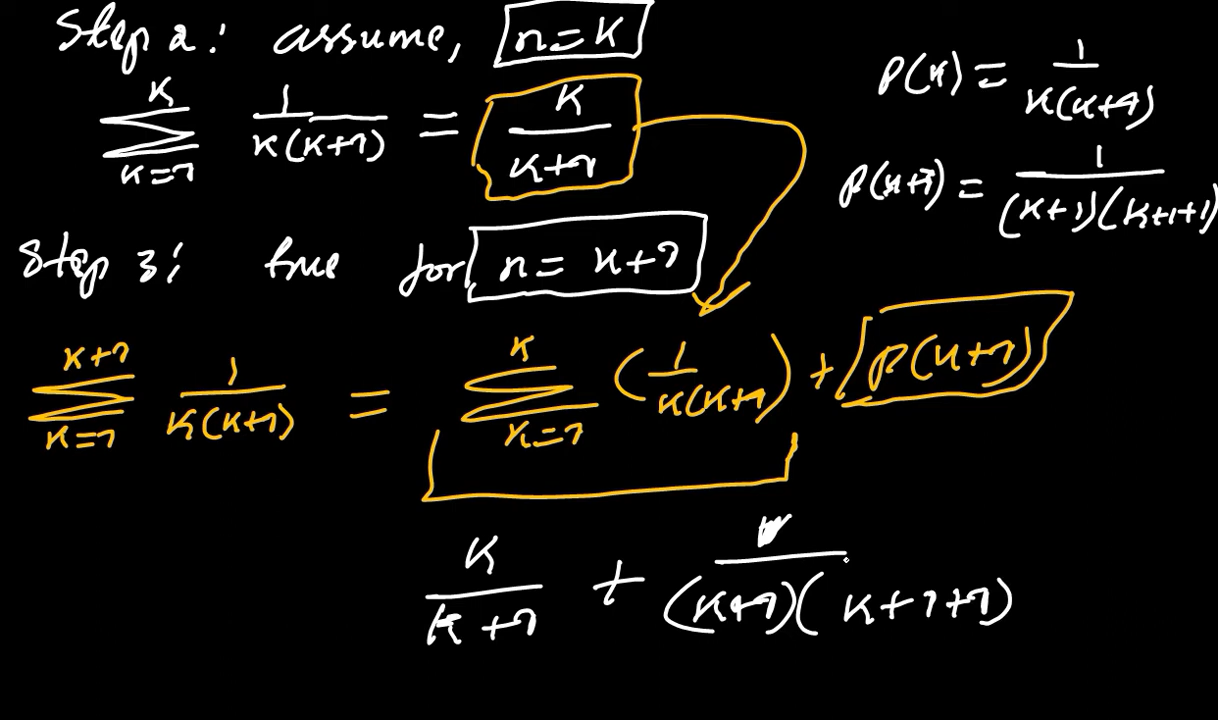 Step 2: assume, n=K
K
∑ 1/K(K+1) = K/K+1
K=1
P(K) = 1/K(K+1)
P(K+1) = 1/(K+1)(K+1+1)
Step 3: true for n= K+1
K+1
∑ 1/K(K+1) = K ∑ K=1 (1/K(K+1)) + P(K+1)
K=1
K/K+1 + /(K+1)(K+1+1)